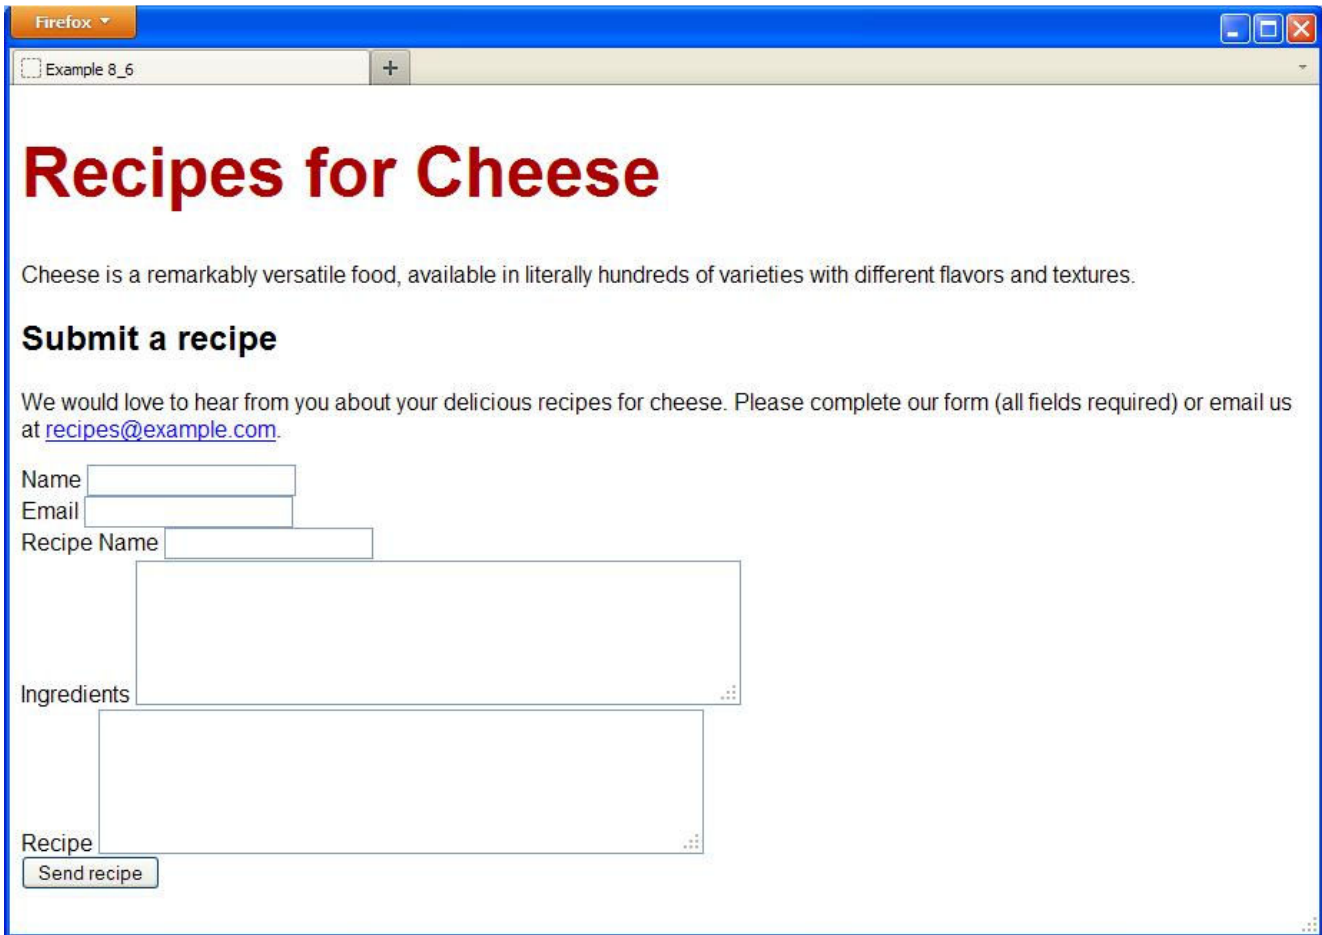 Firefox
Example 8_6
Recipes for Cheese
Cheese is a remarkably versatile food, available in literally hundreds of varieties with different flavors and textures.
Submit a recipe
We would love to hear from you about your delicious recipes for cheese. Please complete our form (all fields required) or email us
at recipes@example.com.
Name
Email
Recipe Name
Ingredients
Recipe
Send recipe